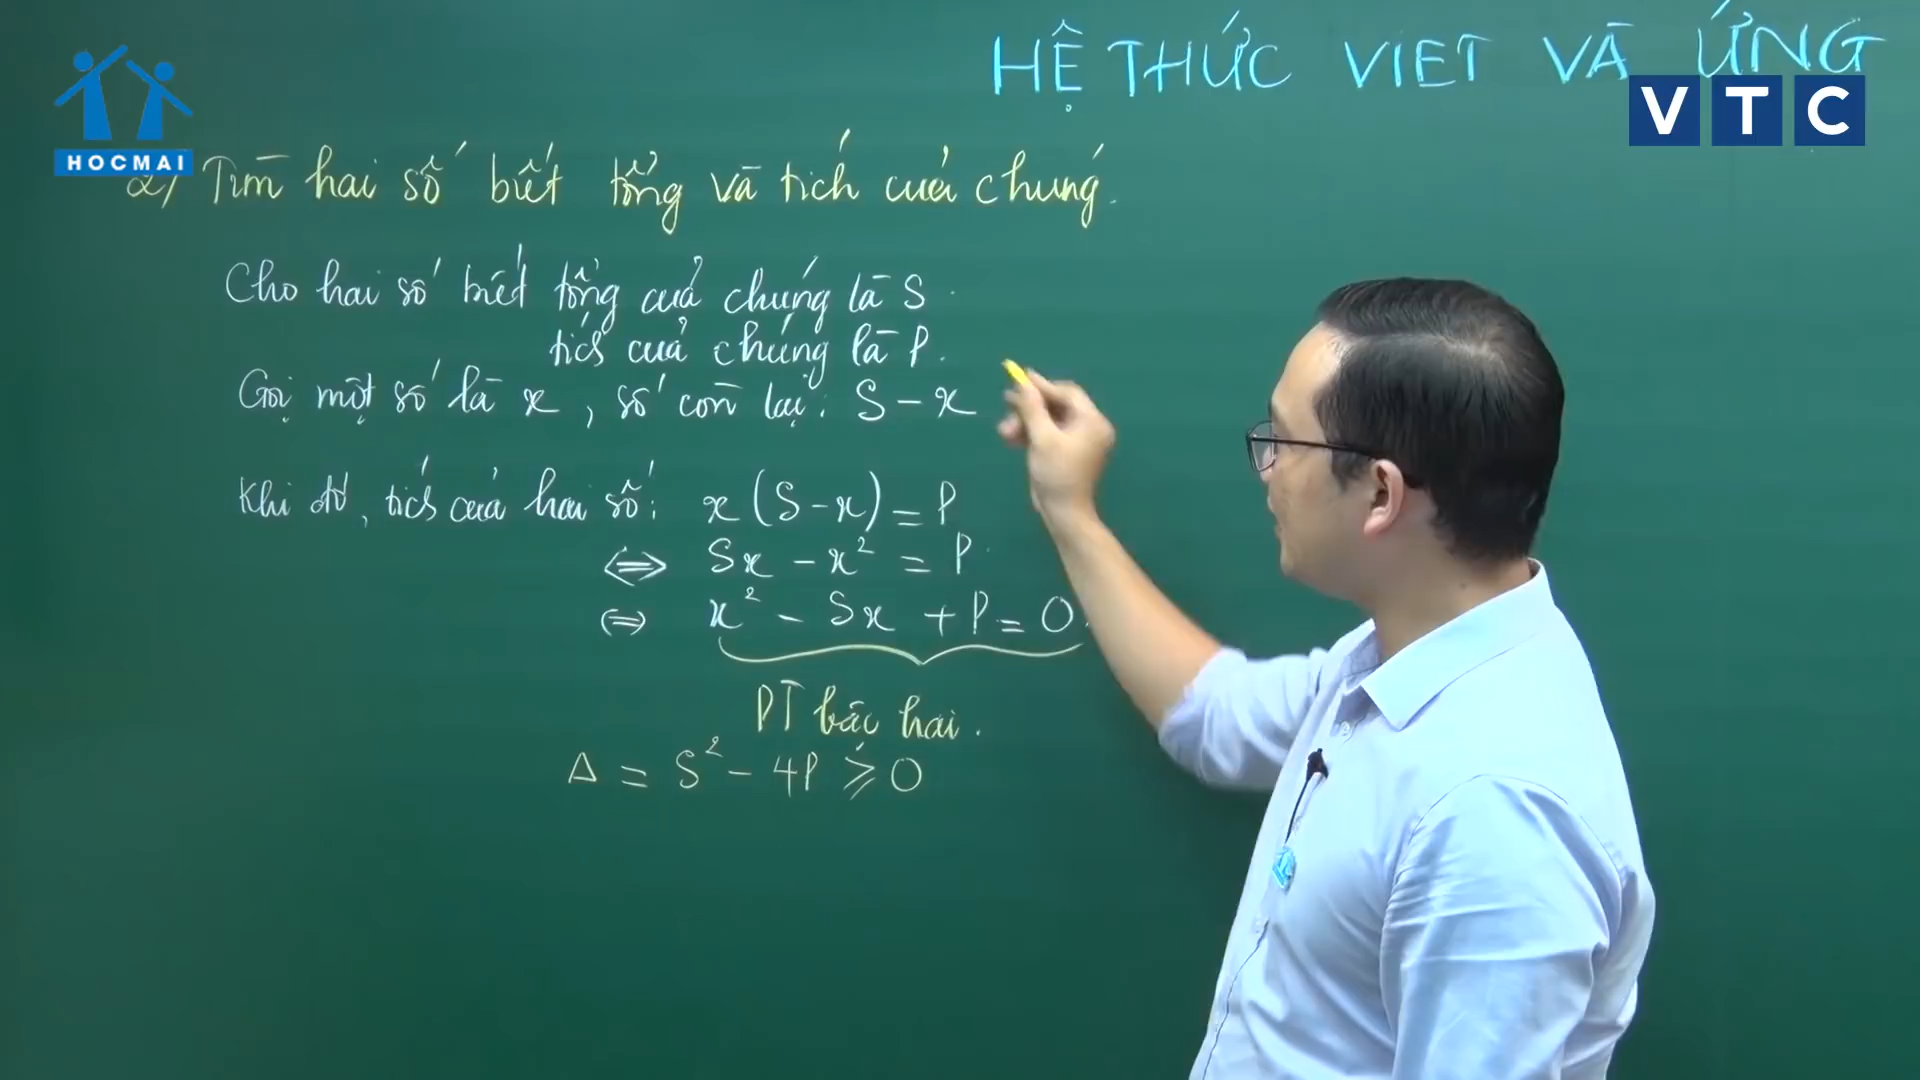 HỆ THỨC VIET VÀ ỨNG
VTC
HOCMAI
2/ Tìm hai số biết tổng và tích của chúng.
Cho hai số biết tổng của chúng là S.
tích của chúng là P.
Gọi một số là x, số còn lại: S - x
Khi đó, tích của hai số: x (S - x) = P
⇔ Sx - x² = P
⇔ x² - Sx + P = 0.
PT bậc hai.
Δ = S² - 4P ≥ 0